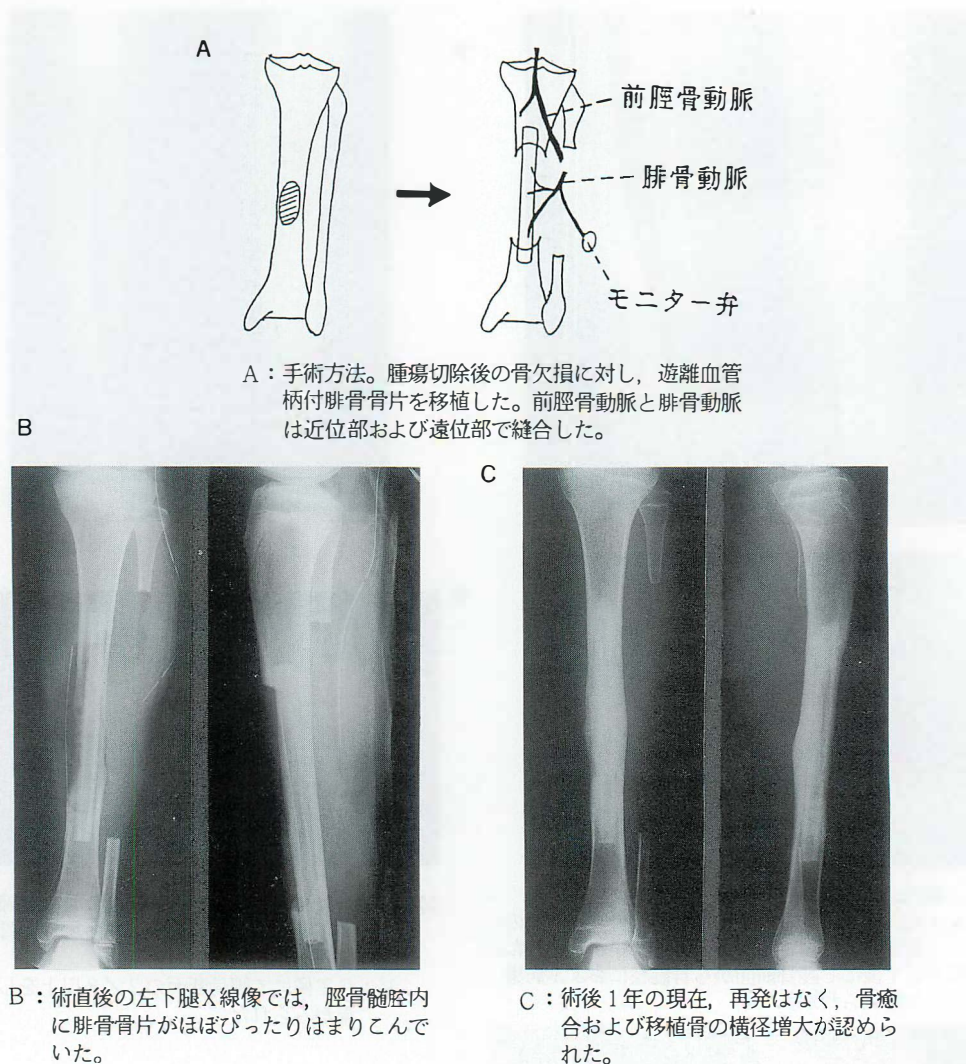 A
前脛骨動脈
腓骨動脈
モニター弁
A：手術方法。腫瘍切除後の骨欠損に対し，遊離血管
柄付腓骨骨片を移植した。前脛骨動脈と腓骨動脈
は近位部および遠位部で縫合した。
B
C
B：術直後の左下腿X線像では，脛骨髄腔内
に腓骨骨片がほぼぴったりはまりこんで
いた。
C：術後1年の現在，再発はなく，骨癒
合および移植骨の横径増大が認めら
れた。